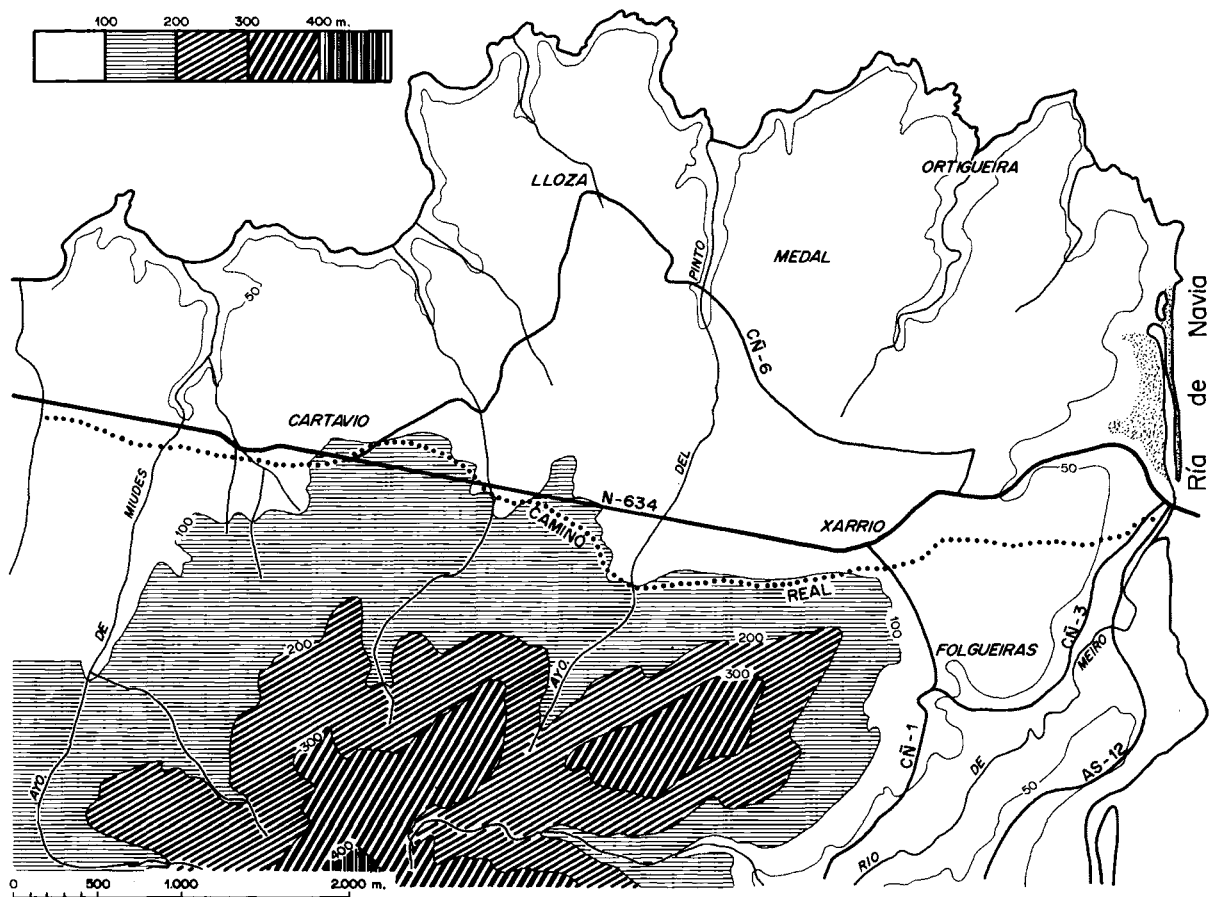 100 200 300 400 m.
LLOZA
ORTIGUEIRA
MEDAL
PINTO
50
Ría de Navia
CÑ-6
CARTAVIO
DEL
MIUDES
N-634
50
XARRIO
100
CAMINO
REAL
DE
200
200
100
CÑ-3
FOLGUEIRAS
MEIRO
AYO.
300
300
CÑ-1
DE
AS-12
AYO.
50
400
RIO
0 500 1.000 2.000 m.